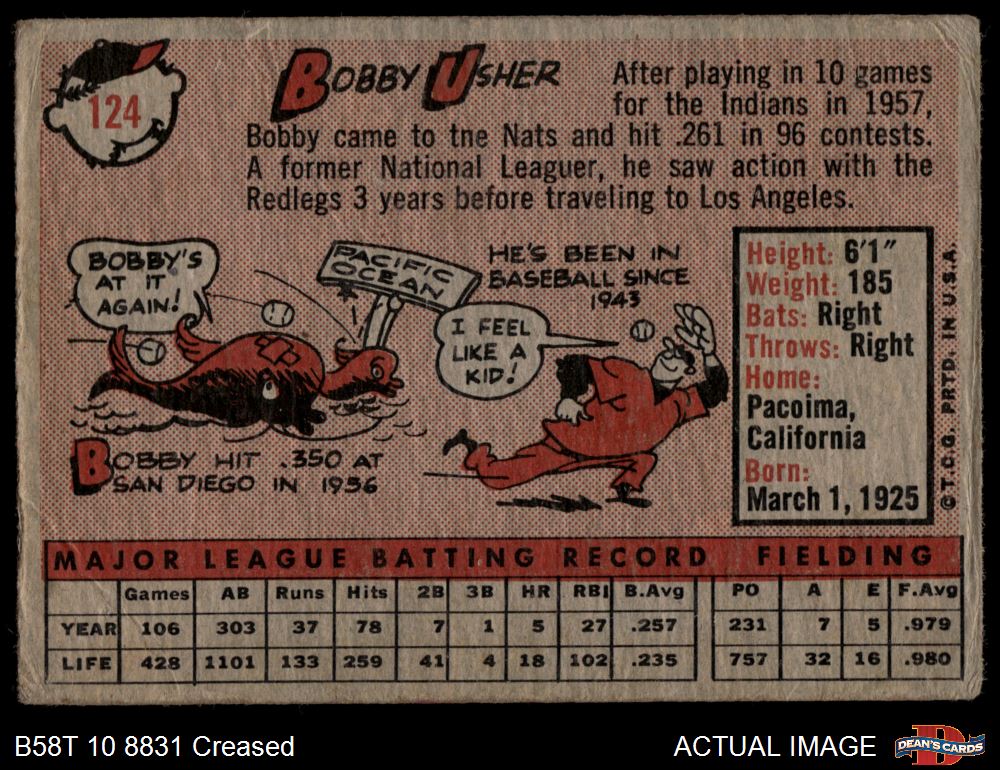 124
BOBBY USHER
After playing in 10 games
for the Indians in 1957,
Bobby came to tne Nats and hit .261 in 96 contests.
A former National Leaguer, he saw action with the
Redlegs 3 years before traveling to Los Angeles.
BOBBY'S
AT IT
AGAIN!
PACIFIC
OCEAN
BOBBY HIT .350 AT
SAN DIEGO IN 1956
HE'S BEEN IN
BASEBALL SINCE
1943
I FEEL
LIKE A
KID!
Height: 6'1"
Weight: 185
Bats: Right
Throws: Right
Home:
Pacoima,
California
Born:
March 1, 1925
© T.C.G. PRTD. IN U.S.A.
MAJOR LEAGUE BATTING RECORD FIELDING
Games AB Runs Hits 2B 3B HR RBI B.Avg PO A E F.Avg
YEAR 106 303 37 78 7 1 5 27 .257 231 7 5 .979
LIFE 428 1101 133 259 41 4 18 102 .235 757 32 16 .980
B58T 10 8831 Creased
ACTUAL IMAGE
D
DEAN'S CARDS